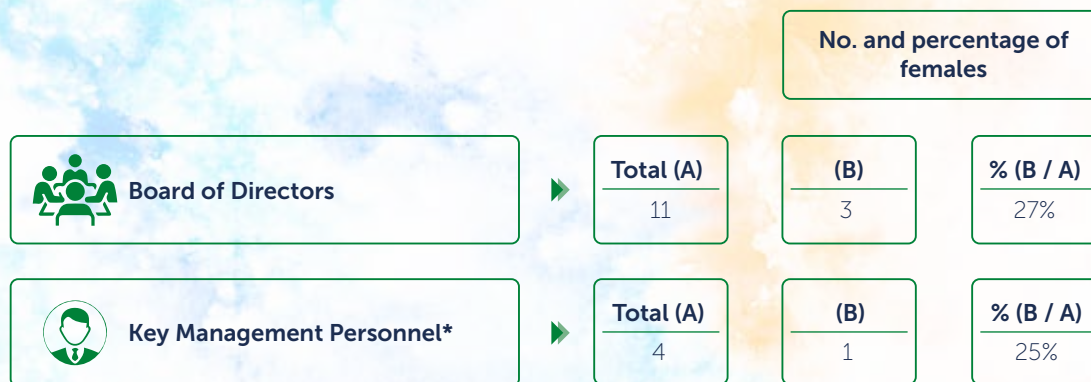 No. and percentage of
females
Board of Directors
Total (A)
11
(B)
3
% (B / A)
27%
Key Management Personnel*
Total (A)
4
(B)
1
% (B / A)
25%